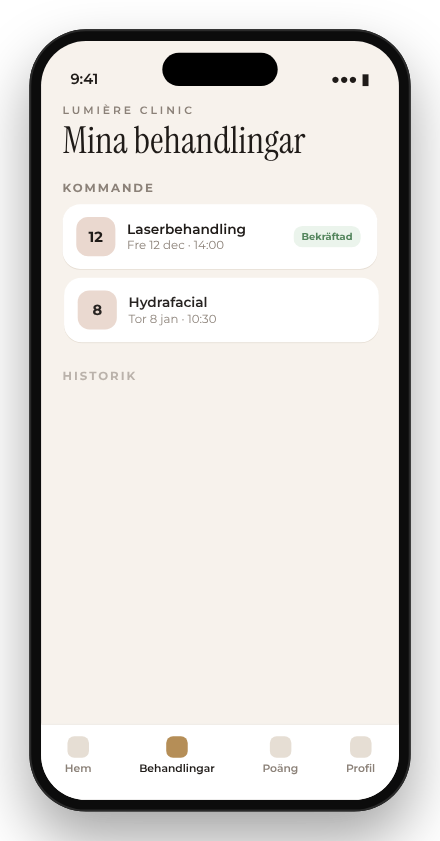 9:41
LUMIÈRE CLINIC
Mina behandlingar
KOMMANDE
12
Laserbehandling
Fre 12 dec · 14:00
Bekräftad
8
Hydrafacial
Tor 8 jan · 10:30
HISTORIK
Hem Behandlingar Poäng Profil